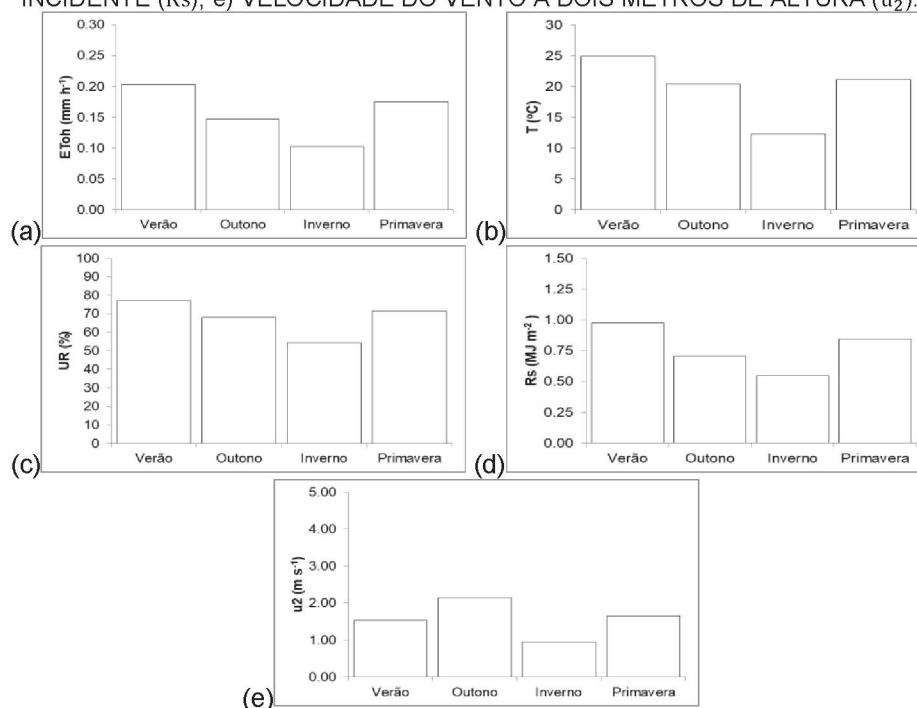 INCIDENTE (Rs); e) VELOCIDADE DO VENTO A DOIS METROS DE ALTURA (u₂).
0.30
0.25
0.20
0.15
0.10
0.05
0.00
EToh (mm h⁻¹)
Verão Outono Inverno Primavera
(a)
30
25
20
15
10
5
0
T (ºC)
Verão Outono Inverno Primavera
(b)
100
90
80
70
60
50
40
30
20
10
0
UR (%)
Verão Outono Inverno Primavera
(c)
1.50
1.25
1.00
0.75
0.50
0.25
0.00
Rs (MJ m⁻²)
Verão Outono Inverno Primavera
(d)
5.00
4.00
3.00
2.00
1.00
0.00
u2 (m s⁻¹)
Verão Outono Inverno Primavera
(e)